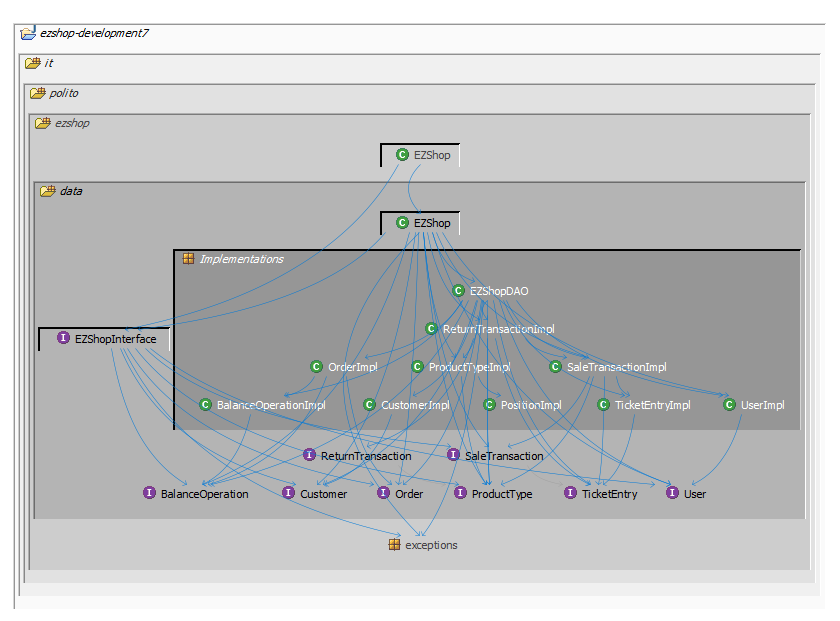 ezshop-development7
it
polito
ezshop
EZShop
data
EZShop
Implementations
EZShopDAO
ReturnTransactionImpl
EZShopInterface
OrderImpl
ProductTypeImpl
SaleTransactionImpl
BalanceOperationImpl
CustomerImpl
PositionImpl
TicketEntryImpl
UserImpl
ReturnTransaction
SaleTransaction
BalanceOperation
Customer
Order
ProductType
TicketEntry
User
exceptions